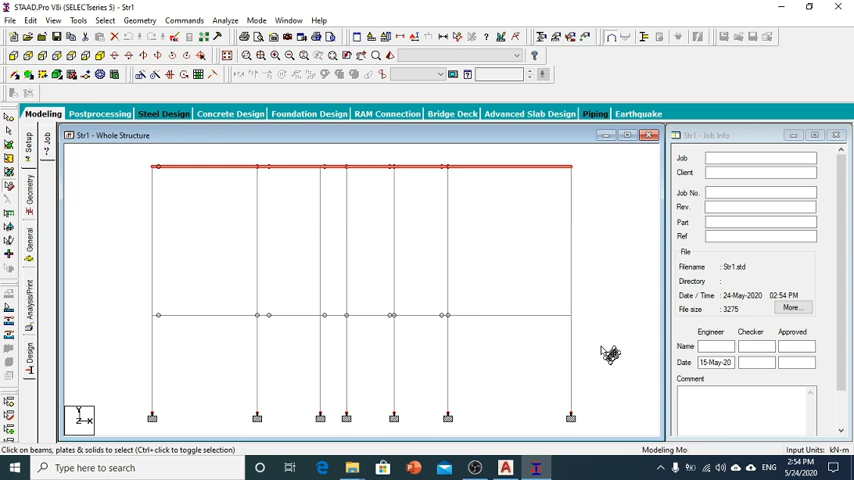 STAAD.Pro V8i (SELECTseries 5) - Str1
File Edit View Tools Select Geometry Commands Analyze Mode Window Help
Modeling Postprocessing Steel Design Concrete Design Foundation Design RAM Connection Bridge Deck Advanced Slab Design Piping Earthquake
Str1 - Whole Structure
Str1 - Job Info
Setup
Job
Geometry
General
Analysis/Print
Design
Job
Client
Job No.
Rev.
Part
Ref
File
Filename : Str1.std
Directory :
Date / Time : 24-May-2020 02:54 PM
File size : 3275
More...
Engineer Checker Approved
Name
Date 15-May-20
Comment
Y
Z X
Click on beams, plates & solids to select (Ctrl+click to toggle selection)
Modeling Mo
Input Units: kN-m
Type here to search
ENG
2:54 PM
5/24/2020